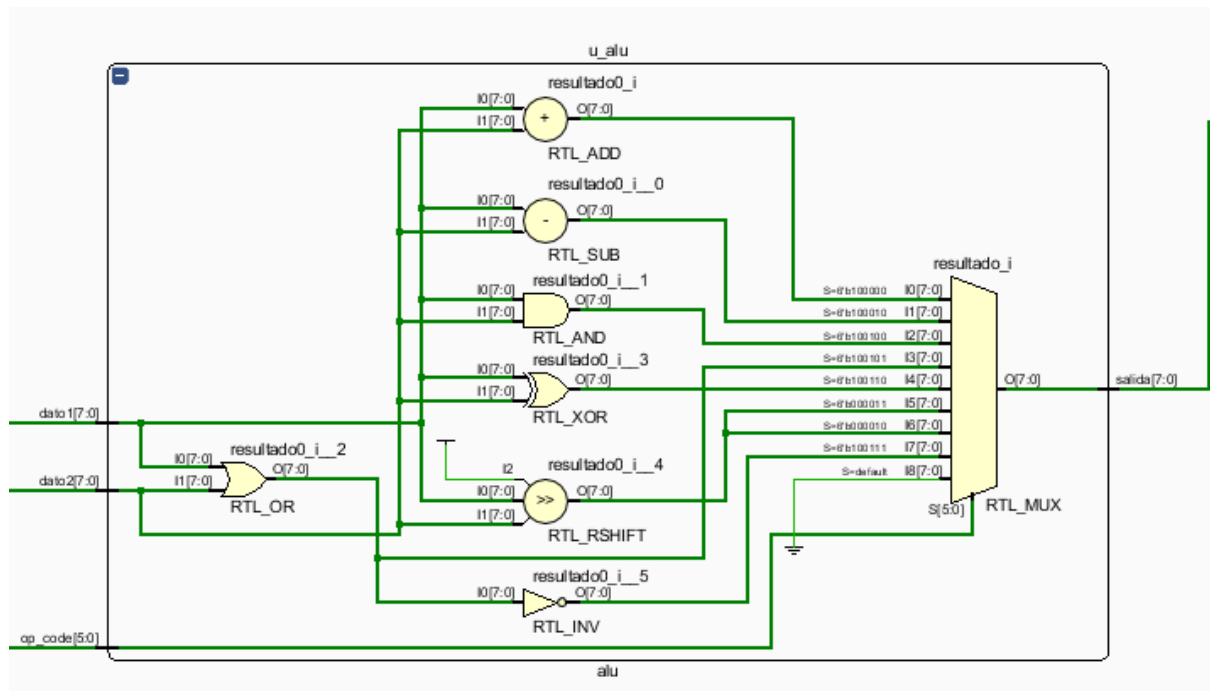 u_alu
resultado0_i
I0[7:0]
O[7:0]
+
I1[7:0]
RTL_ADD
resultado0_i__0
I0[7:0]
O[7:0]
-
I1[7:0]
RTL_SUB
resultado0_i__1
I0[7:0]
O[7:0]
I1[7:0]
RTL_AND
resultado0_i__3
I0[7:0]
O[7:0]
I1[7:0]
RTL_XOR
dato1[7:0]
resultado0_i__2
I0[7:0]
O[7:0]
dato2[7:0]
I1[7:0]
RTL_OR
resultado0_i__4
I2
I0[7:0]
O[7:0]
>>
I1[7:0]
RTL_RSHIFT
resultado0_i__5
I0[7:0]
O[7:0]
RTL_INV
op_code[5:0]
resultado_i
S=6'b100000 I0[7:0]
S=6'b100010 I1[7:0]
S=6'b100100 I2[7:0]
S=6'b100101 I3[7:0]
S=6'b100110 I4[7:0]
S=6'b000011 I5[7:0]
S=6'b000010 I6[7:0]
S=6'b100111 I7[7:0]
S=default I8[7:0]
S[5:0]
O[7:0]
salida[7:0]
RTL_MUX
alu